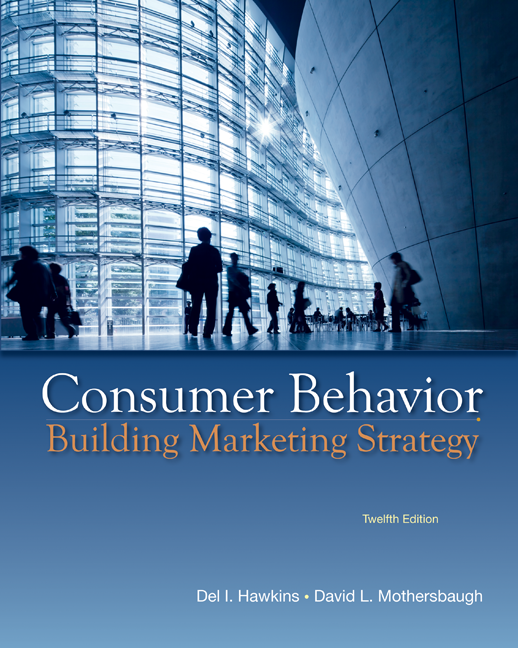 Consumer Behavior
Building Marketing Strategy
Twelfth Edition
Del I. Hawkins • David L. Mothersbaugh